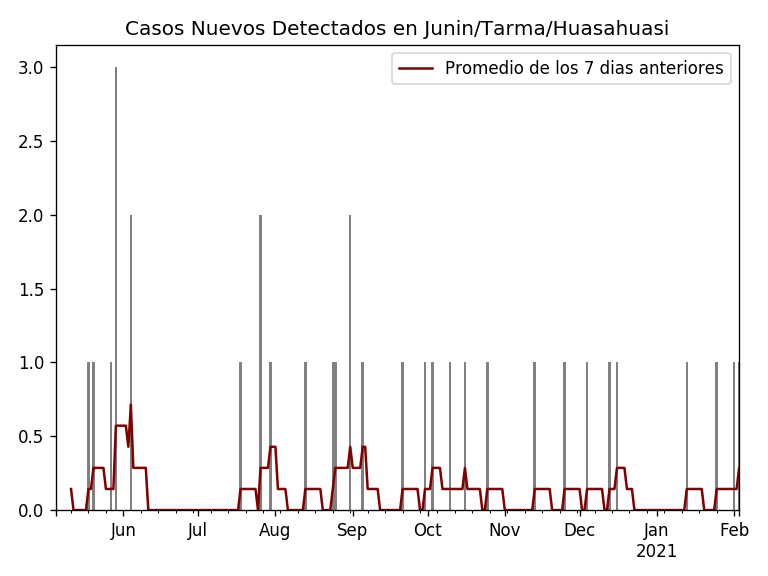 Casos Nuevos Detectados en Junin/Tarma/Huasahuasi
Promedio de los 7 dias anteriores
3.0
2.5
2.0
1.5
1.0
0.5
0.0
Jun Jul Aug Sep Oct Nov Dec Jan Feb
2021